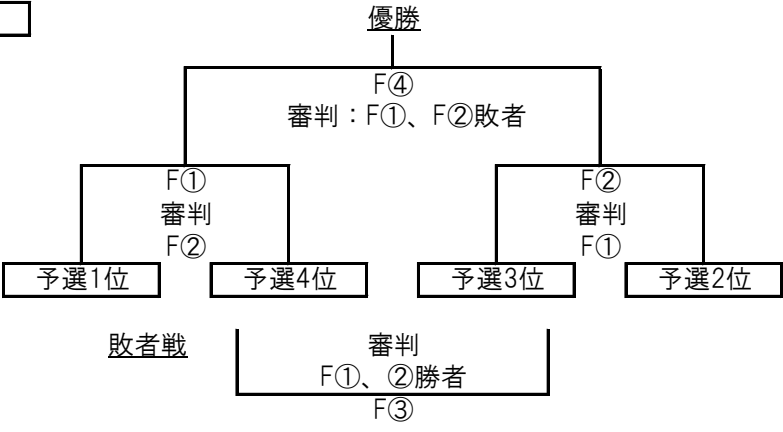 優勝
F④
審判：F①、F②敗者
F①
審判
F②
F②
審判
F①
予選1位
予選4位
予選3位
予選2位
敗者戦
審判
F①、②勝者
F③